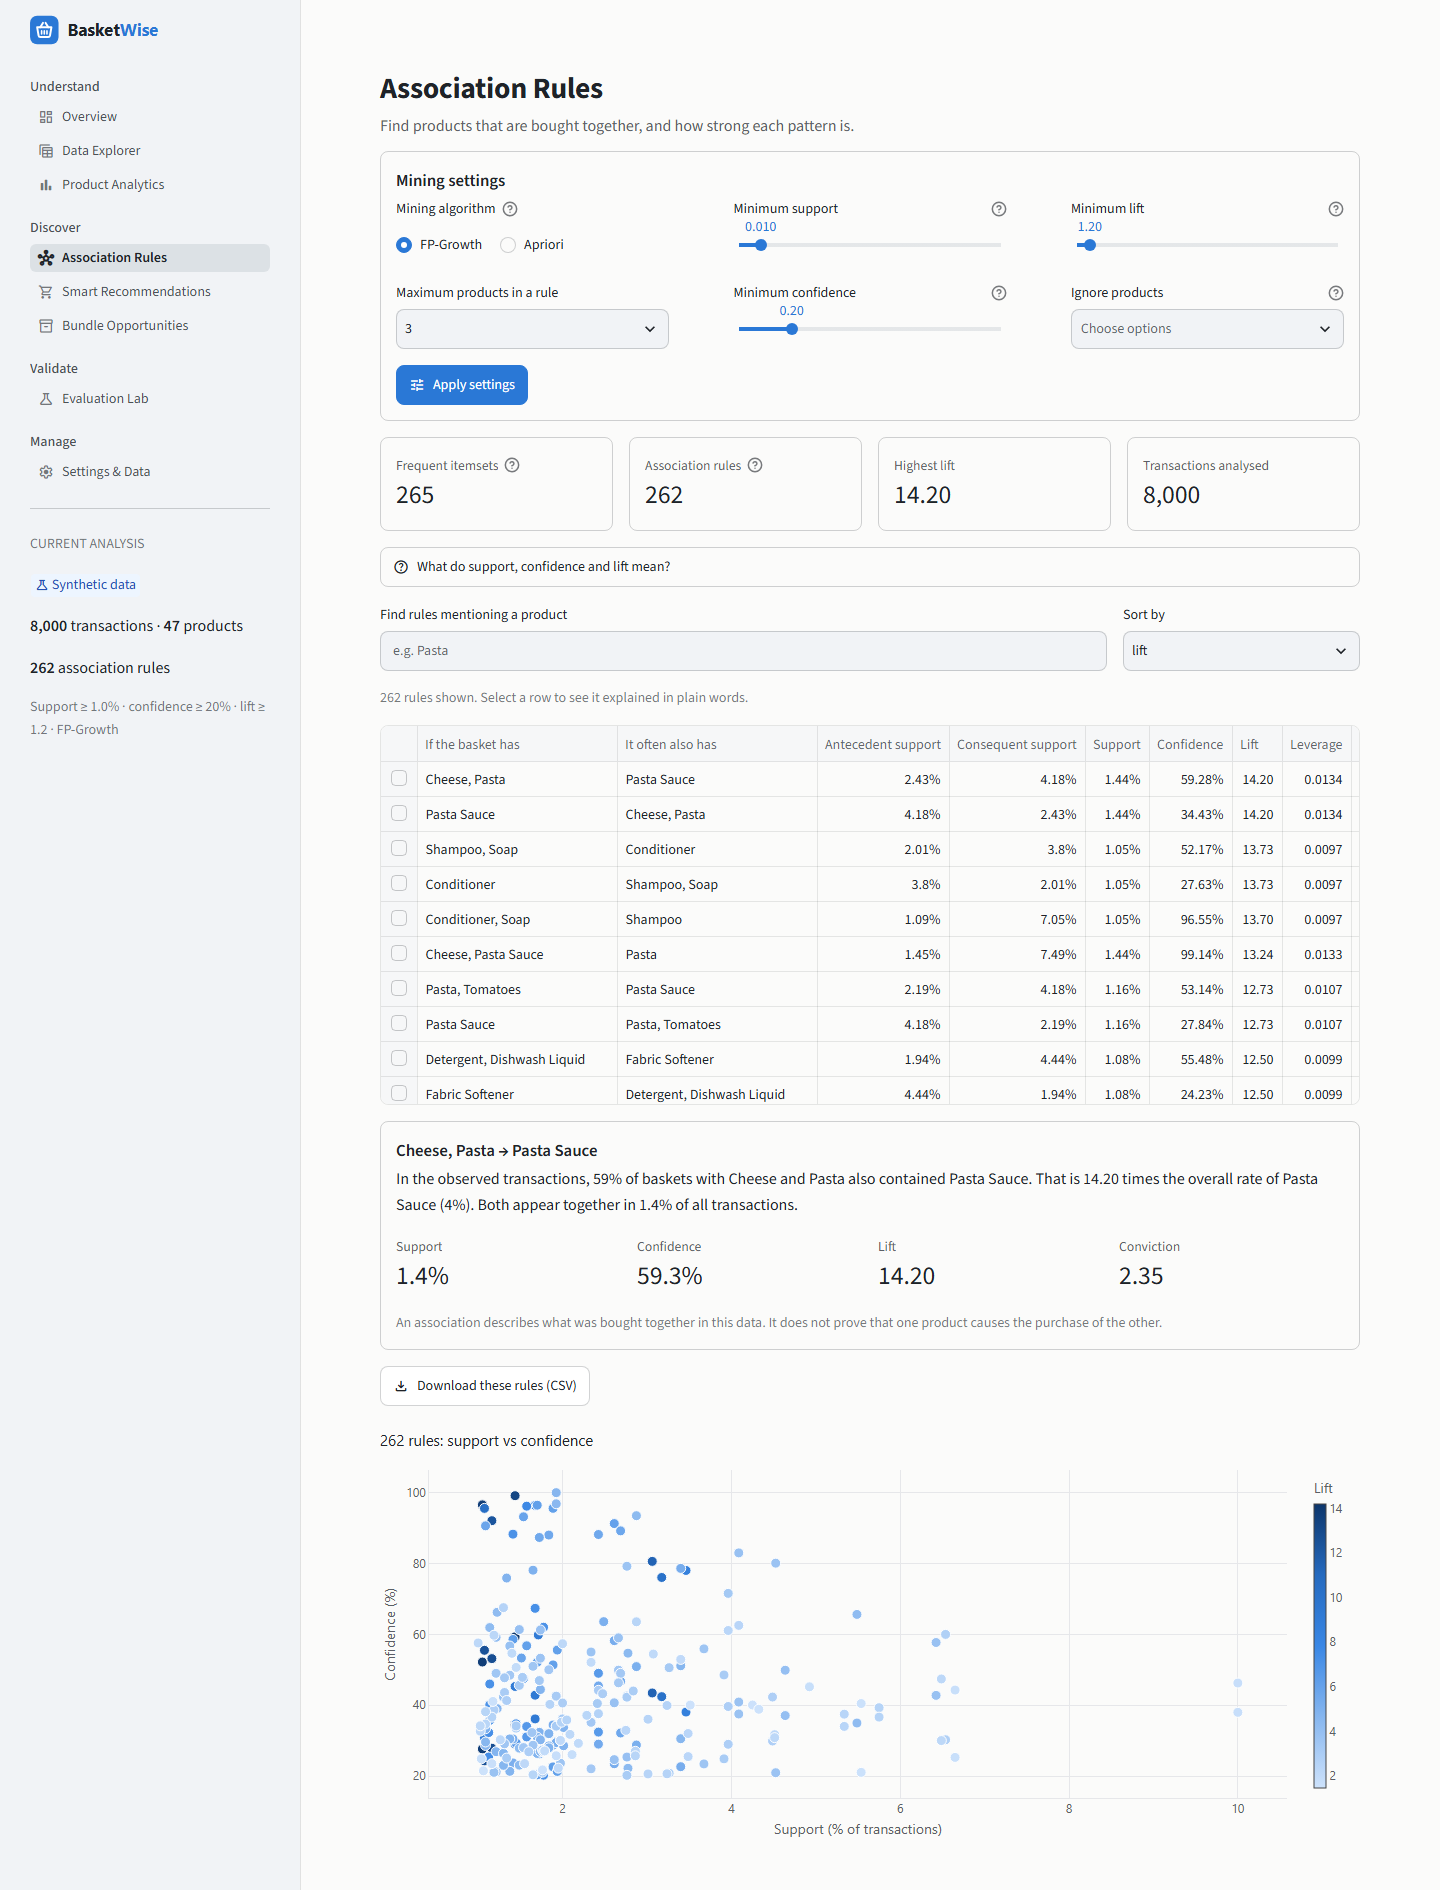 BasketWise
Understand
Overview
Data Explorer
Product Analytics
Discover
Association Rules
Smart Recommendations
Bundle Opportunities
Validate
Evaluation Lab
Manage
Settings & Data
CURRENT ANALYSIS
Synthetic data
8,000 transactions · 47 products
262 association rules
Support ≥ 1.0% · confidence ≥ 20% · lift ≥
1.2 · FP-Growth
Association Rules
Find products that are bought together, and how strong each pattern is.
Mining settings
Mining algorithm
FP-Growth
Apriori
Minimum support
0.010
Minimum lift
1.20
Maximum products in a rule
3
Minimum confidence
0.20
Ignore products
Choose options
Apply settings
Frequent itemsets
265
Association rules
262
Highest lift
14.20
Transactions analysed
8,000
What do support, confidence and lift mean?
Find rules mentioning a product
e.g. Pasta
Sort by
lift
262 rules shown. Select a row to see it explained in plain words.
If the basket has It often also has Antecedent support Consequent support Support Confidence Lift Leverage
Cheese, Pasta Pasta Sauce 2.43% 4.18% 1.44% 59.28% 14.20 0.0134
Pasta Sauce Cheese, Pasta 4.18% 2.43% 1.44% 34.43% 14.20 0.0134
Shampoo, Soap Conditioner 2.01% 3.8% 1.05% 52.17% 13.73 0.0097
Conditioner Shampoo, Soap 3.8% 2.01% 1.05% 27.63% 13.73 0.0097
Conditioner, Soap Shampoo 1.09% 7.05% 1.05% 96.55% 13.70 0.0097
Cheese, Pasta Sauce Pasta 1.45% 7.49% 1.44% 99.14% 13.24 0.0133
Pasta, Tomatoes Pasta Sauce 2.19% 4.18% 1.16% 53.14% 12.73 0.0107
Pasta Sauce Pasta, Tomatoes 4.18% 2.19% 1.16% 27.84% 12.73 0.0107
Detergent, Dishwash Liquid Fabric Softener 1.94% 4.44% 1.08% 55.48% 12.50 0.0099
Fabric Softener Detergent, Dishwash Liquid 4.44% 1.94% 1.08% 24.23% 12.50 0.0099
Cheese, Pasta → Pasta Sauce
In the observed transactions, 59% of baskets with Cheese and Pasta also contained Pasta Sauce. That is 14.20 times the overall rate of Pasta
Sauce (4%). Both appear together in 1.4% of all transactions.
Support
1.4%
Confidence
59.3%
Lift
14.20
Conviction
2.35
An association describes what was bought together in this data. It does not prove that one product causes the purchase of the other.
Download these rules (CSV)
262 rules: support vs confidence
Confidence (%)
100
80
60
40
20
2 4 6 8 10
Support (% of transactions)
Lift
14
12
10
8
6
4
2